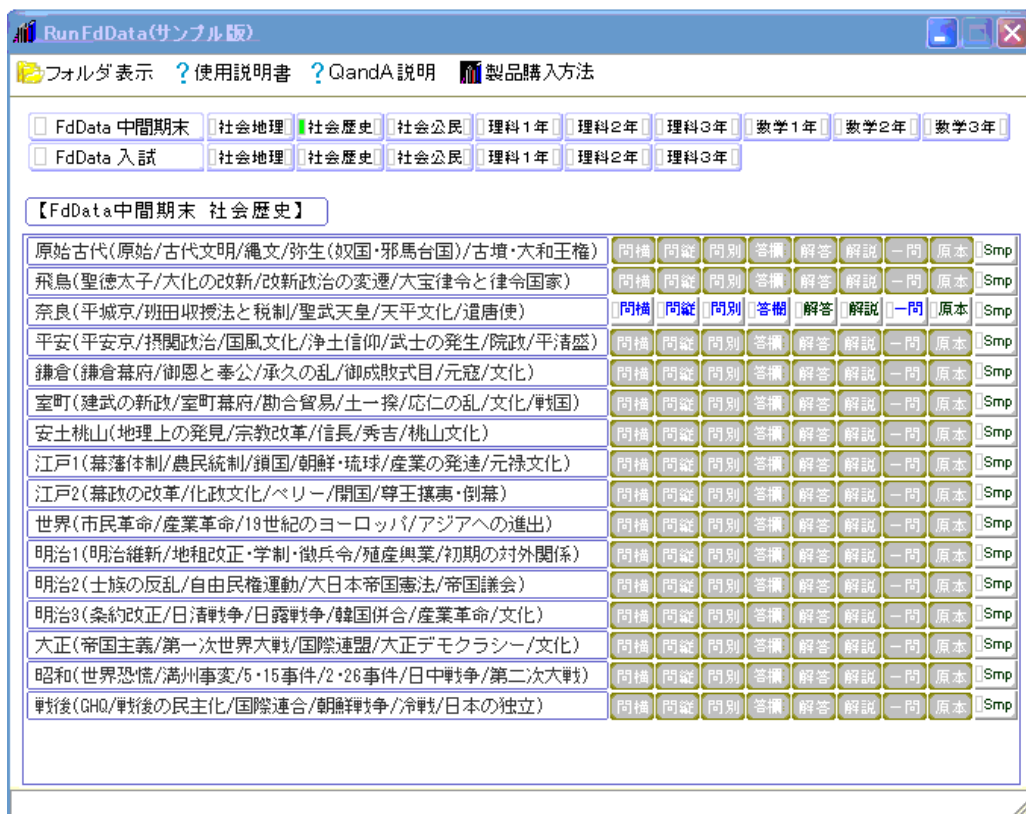 RunFdData(サンプル版)
フォルダ表示 ?使用説明書 ?QandA説明 製品購入方法
FdData 中間期末 社会地理 社会歴史 社会公民 理科1年 理科2年 理科3年 数学1年 数学2年 数学3年
FdData 入試 社会地理 社会歴史 社会公民 理科1年 理科2年 理科3年
【FdData中間期末 社会歴史】
原始古代(原始/古代文明/縄文/弥生(奴国・邪馬台国)/古墳・大和王権) 問横 問縦 問別 答欄 解答 解説 一問 原本 Smp
飛鳥(聖徳太子/大化の改新/改新政治の変遷/大宝律令と律令国家) 問横 問縦 問別 答欄 解答 解説 一問 原本 Smp
奈良(平城京/班田収授法と税制/聖武天皇/天平文化/遣唐使) 問横 問縦 問別 答欄 解答 解説 一問 原本 Smp
平安(平安京/摂関政治/国風文化/浄土信仰/武士の発生/院政/平清盛) 問横 問縦 問別 答欄 解答 解説 一問 原本 Smp
鎌倉(鎌倉幕府/御恩と奉公/承久の乱/御成敗式目/元寇/文化) 問横 問縦 問別 答欄 解答 解説 一問 原本 Smp
室町(建武の新政/室町幕府/勘合貿易/土一揆/応仁の乱/文化/戦国) 問横 問縦 問別 答欄 解答 解説 一問 原本 Smp
安土桃山(地理上の発見/宗教改革/信長/秀吉/桃山文化) 問横 問縦 問別 答欄 解答 解説 一問 原本 Smp
江戸1(幕藩体制/農民統制/鎖国/朝鮮・琉球/産業の発達/元禄文化) 問横 問縦 問別 答欄 解答 解説 一問 原本 Smp
江戸2(幕政の改革/化政文化/ペリー/開国/尊王攘夷・倒幕) 問横 問縦 問別 答欄 解答 解説 一問 原本 Smp
世界(市民革命/産業革命/19世紀のヨーロッパ/アジアへの進出) 問横 問縦 問別 答欄 解答 解説 一問 原本 Smp
明治1(明治維新/地租改正・学制・徴兵令/殖産興業/初期の対外関係) 問横 問縦 問別 答欄 解答 解説 一問 原本 Smp
明治2(士族の反乱/自由民権運動/大日本帝国憲法/帝国議会) 問横 問縦 問別 答欄 解答 解説 一問 原本 Smp
明治3(条約改正/日清戦争/日露戦争/韓国併合/産業革命/文化) 問横 問縦 問別 答欄 解答 解説 一問 原本 Smp
大正(帝国主義/第一次世界大戦/国際連盟/大正デモクラシー/文化) 問横 問縦 問別 答欄 解答 解説 一問 原本 Smp
昭和(世界恐慌/満州事変/5・15事件/2・26事件/日中戦争/第二次大戦) 問横 問縦 問別 答欄 解答 解説 一問 原本 Smp
戦後(GHQ/戦後の民主化/国際連合/朝鮮戦争/冷戦/日本の独立) 問横 問縦 問別 答欄 解答 解説 一問 原本 Smp